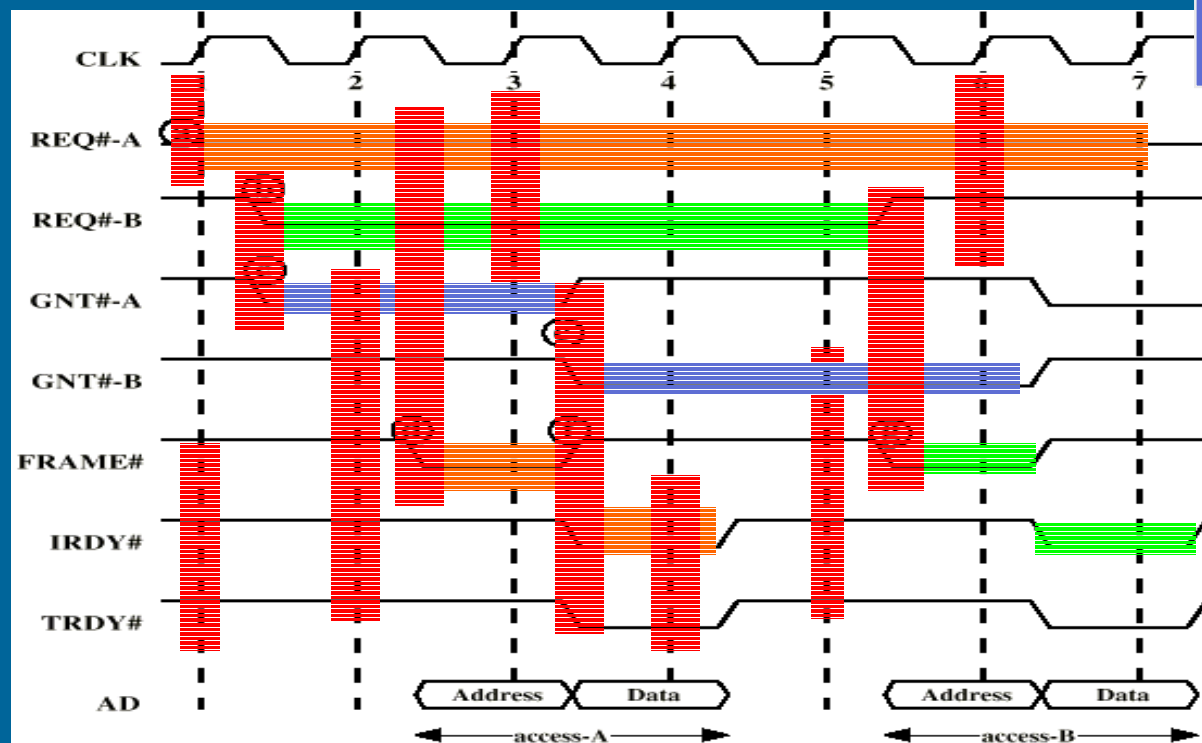 CLK
1 2 3 4 5 6 7
REQ#-A
REQ#-B
GNT#-A
GNT#-B
FRAME#
IRDY#
TRDY#
AD Address Data Address Data
access-A access-B